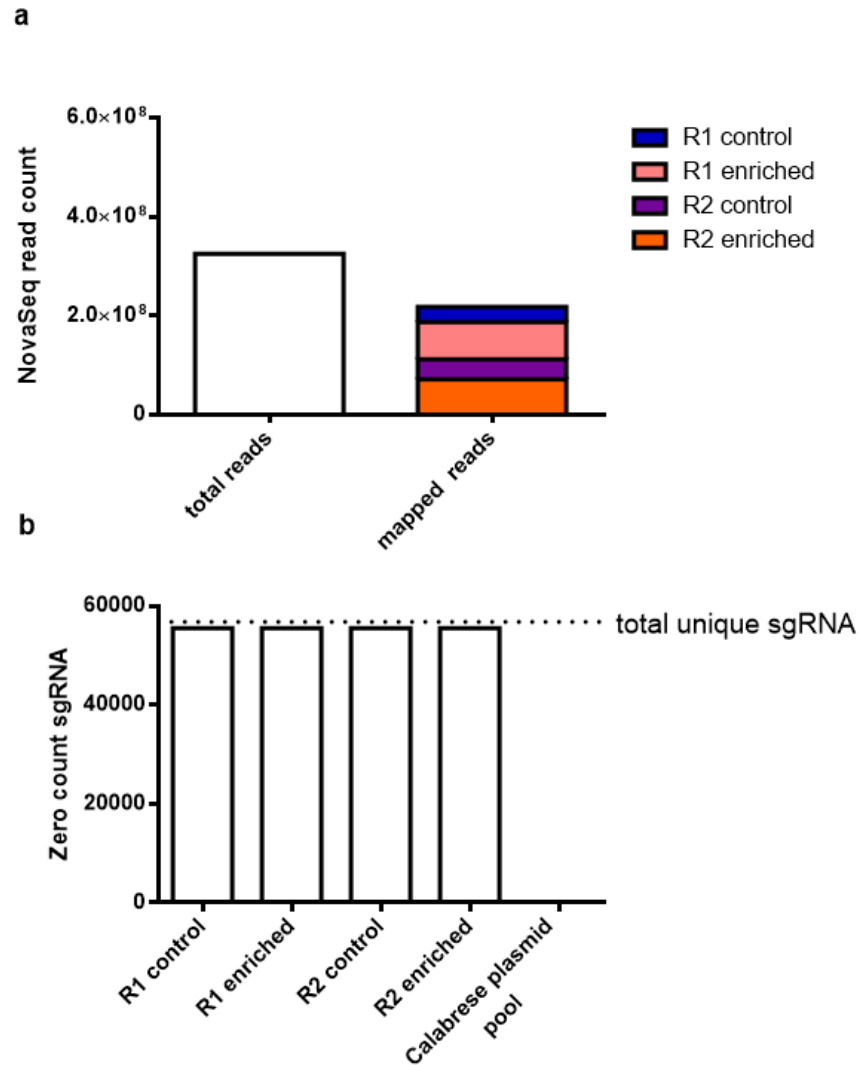 a
6.0×10⁸
4.0×10⁸
2.0×10⁸
0
NovaSeq read count
total reads
mapped reads
R1 control
R1 enriched
R2 control
R2 enriched
b
60000
40000
20000
0
Zero count sgRNA
total unique sgRNA
R1 control
R1 enriched
R2 control
R2 enriched
Calabrese plasmid
pool